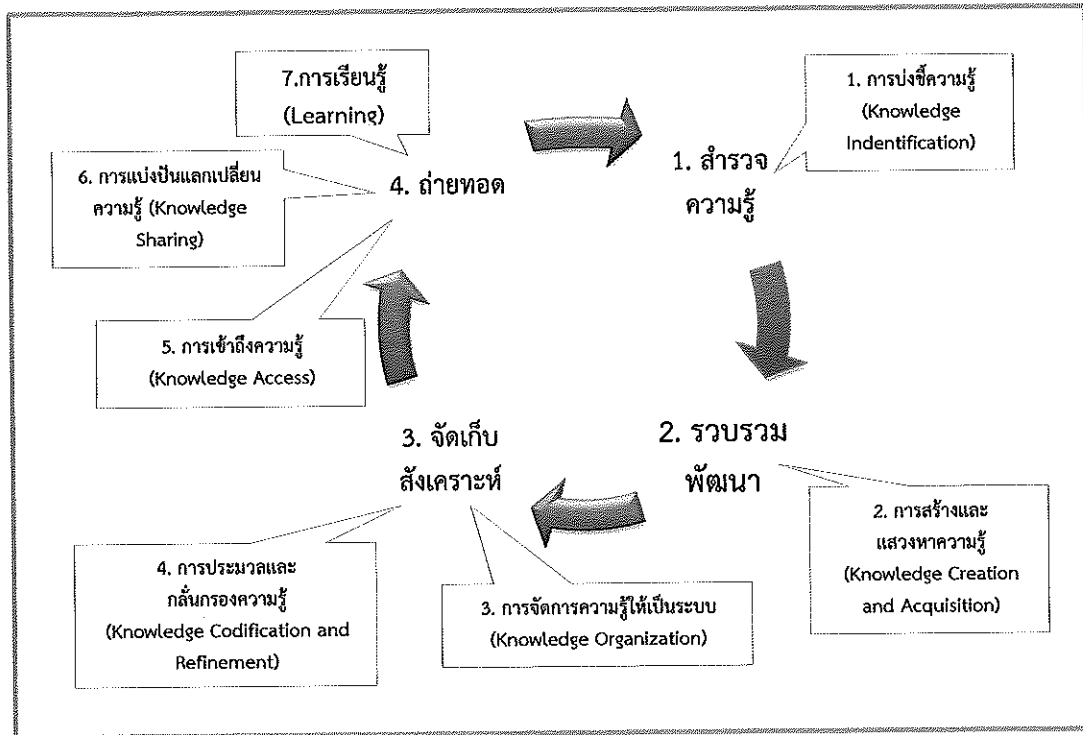 7.การเรียนรู้
(Learning)
1. การบ่งชี้ความรู้
(Knowledge
Indentification)
6. การแบ่งปันแลกเปลี่ยน
ความรู้ (Knowledge
Sharing)
4. ถ่ายทอด
1. สำรวจ
ความรู้
5. การเข้าถึงความรู้
(Knowledge Access)
3. จัดเก็บ
สังเคราะห์
2. รวบรวม
พัฒนา
2. การสร้างและ
แสวงหาความรู้
(Knowledge Creation
and Acquisition)
4. การประมวลและ
กลั่นกรองความรู้
(Knowledge Codification and
Refinement)
3. การจัดการความรู้ให้เป็นระบบ
(Knowledge Organization)